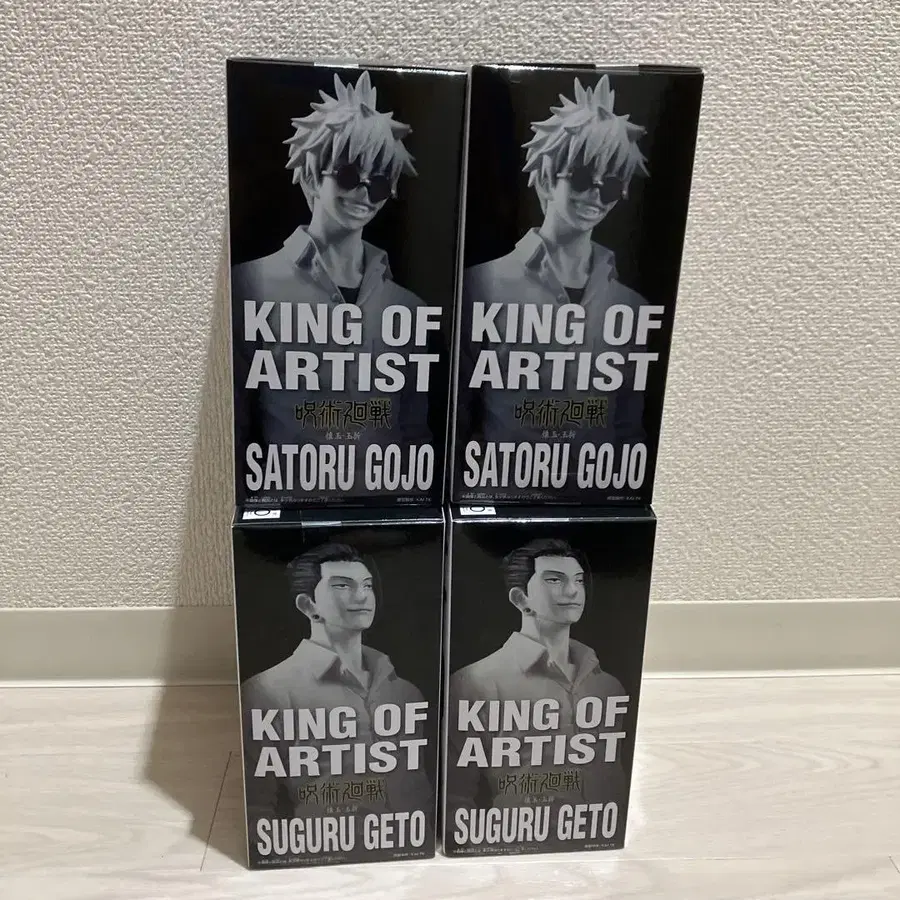 KING OF
ARTIST
呪術廻戦
懐玉・玉折
SATORU GOJO
KING OF
ARTIST
呪術廻戦
懐玉・玉折
SATORU GOJO
KING OF
ARTIST
呪術廻戦
懐玉・玉折
SUGURU GETO
KING OF
ARTIST
呪術廻戦
懐玉・玉折
SUGURU GETO